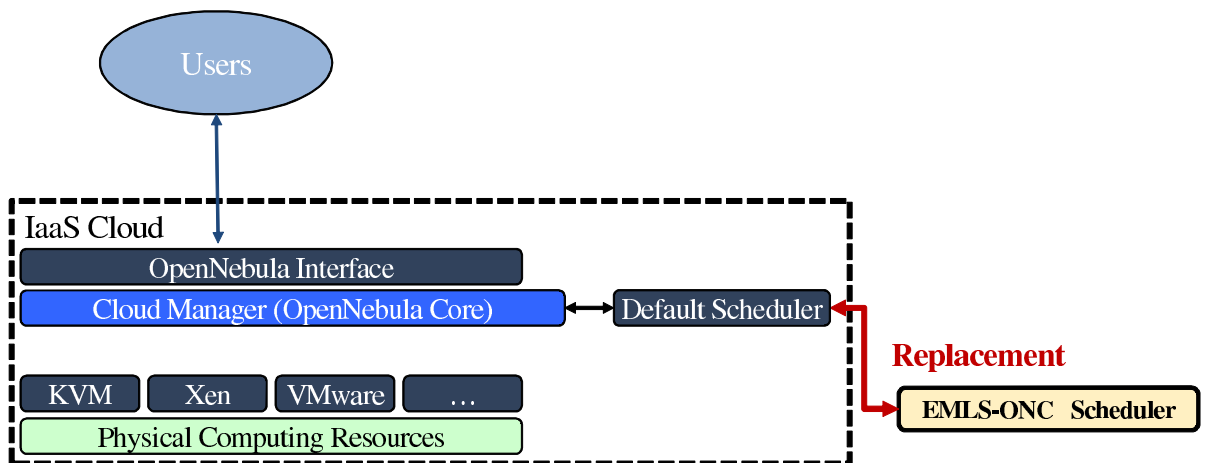 Users
IaaS Cloud
OpenNebula Interface
Cloud Manager (OpenNebula Core)
Default Scheduler
Replacement
KVM
Xen
VMware
…
EMLS-ONC Scheduler
Physical Computing Resources